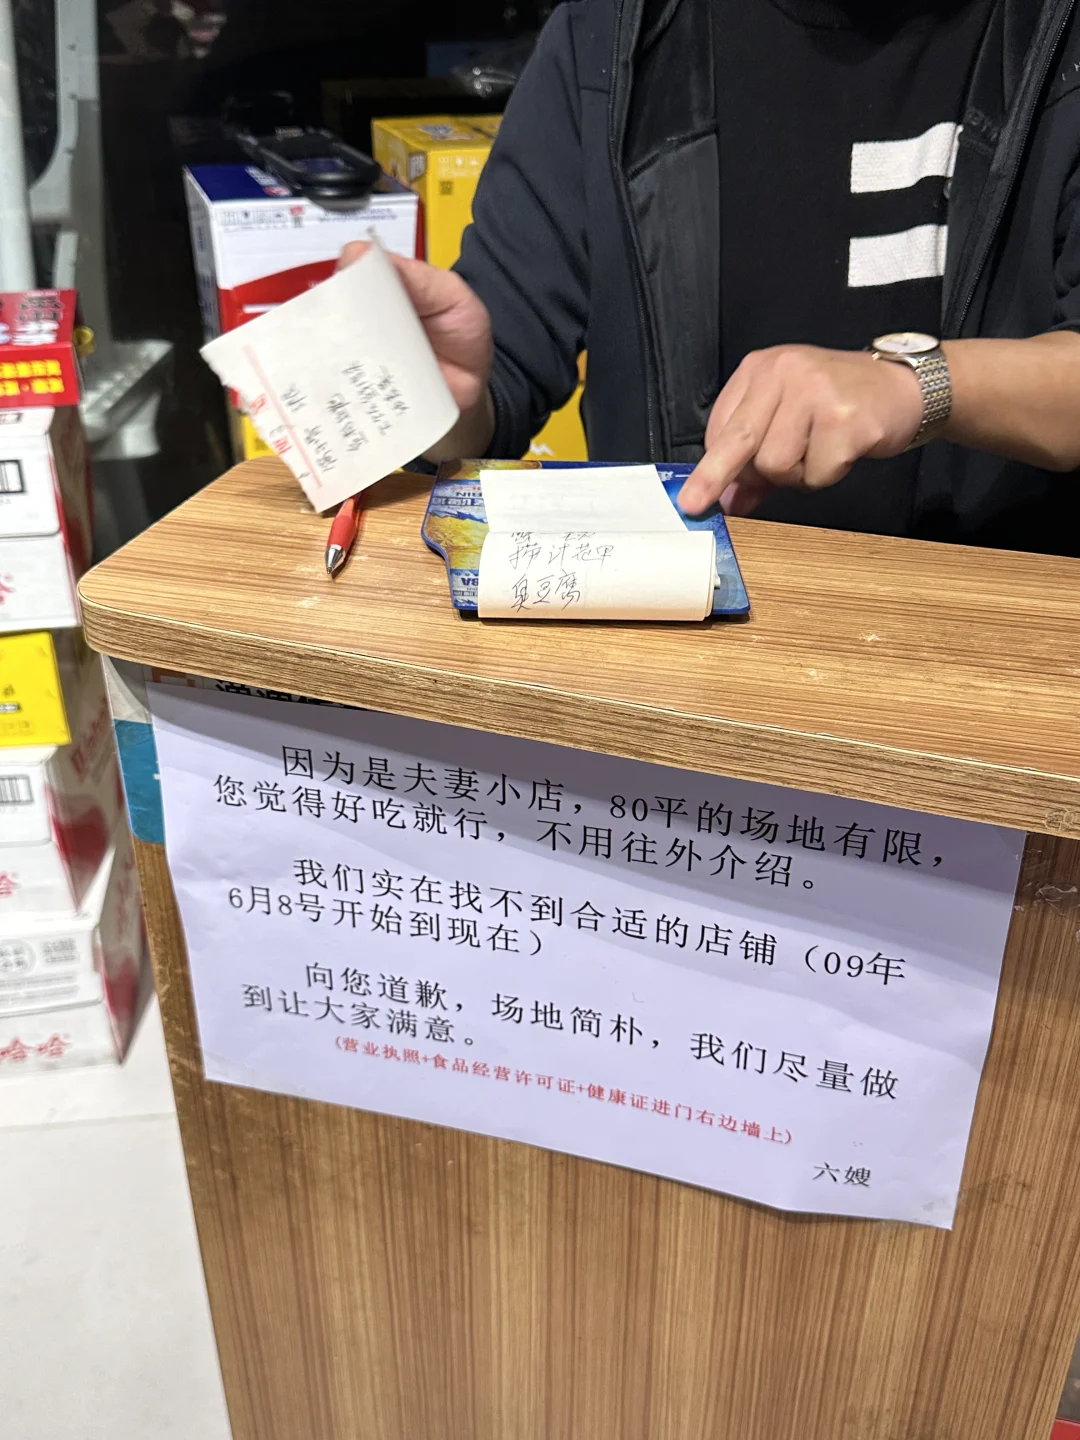 捞汁花甲
臭豆腐
因为是夫妻小店，80平的场地有限，
您觉得好吃就行，不用往外介绍。
我们实在找不到合适的店铺（09年
6月8号开始到现在）
向您道歉，场地简朴，我们尽量做
到让大家满意。
(营业执照+食品经营许可证+健康证进门右边墙上)
六嫂